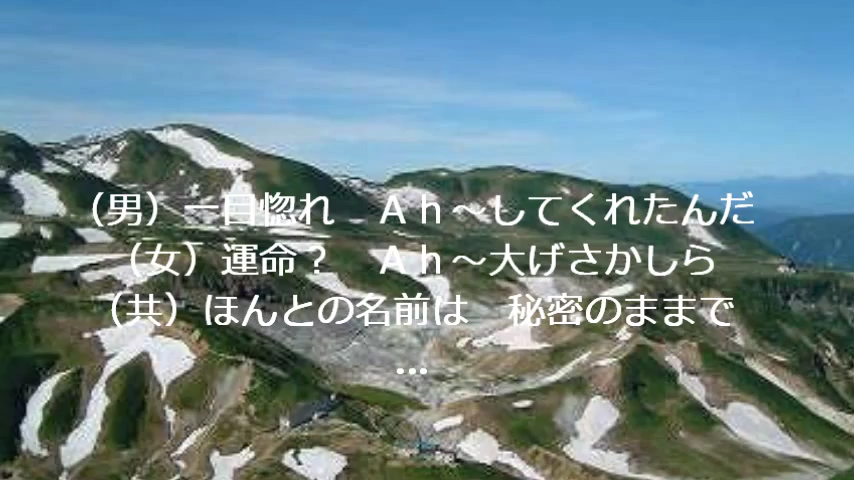 （男）一目惚れ　Ａｈ～してくれたんだ
（女）運命？　Ａｈ～大げさかしら
（共）ほんとの名前は　秘密のままで
…